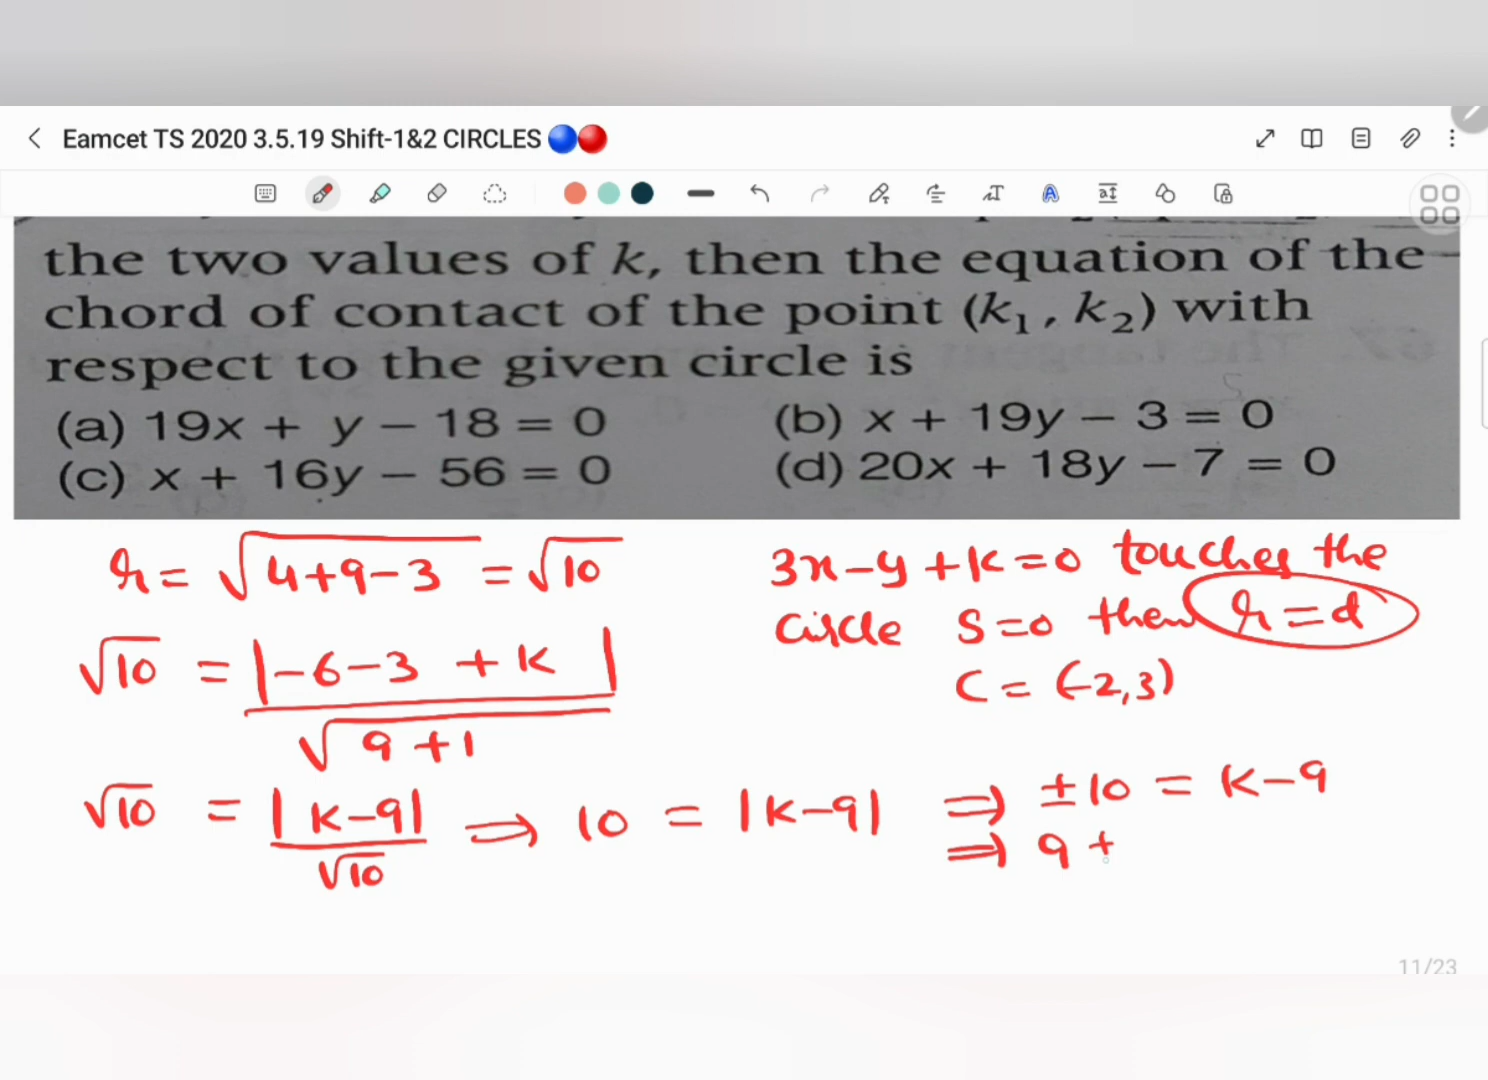 Eamcet TS 2020 3.5.19 Shift-1&2 CIRCLES
the two values of k, then the equation of the
chord of contact of the point (k₁, k₂) with
respect to the given circle is
(a) 19x + y − 18 = 0 (b) x + 19y − 3 = 0
(c) x + 16y − 56 = 0 (d) 20x + 18y − 7 = 0
r = √(4+9−3) = √10
3x−y+k=0 touches the
circle S=0 then r=d
C = (−2,3)
√10 = |−6−3+k| / √(9+1)
√10 = |k−9| / √10 ⇒ 10 = |k−9| ⇒ ±10 = k−9
⇒ 9 +
11/23